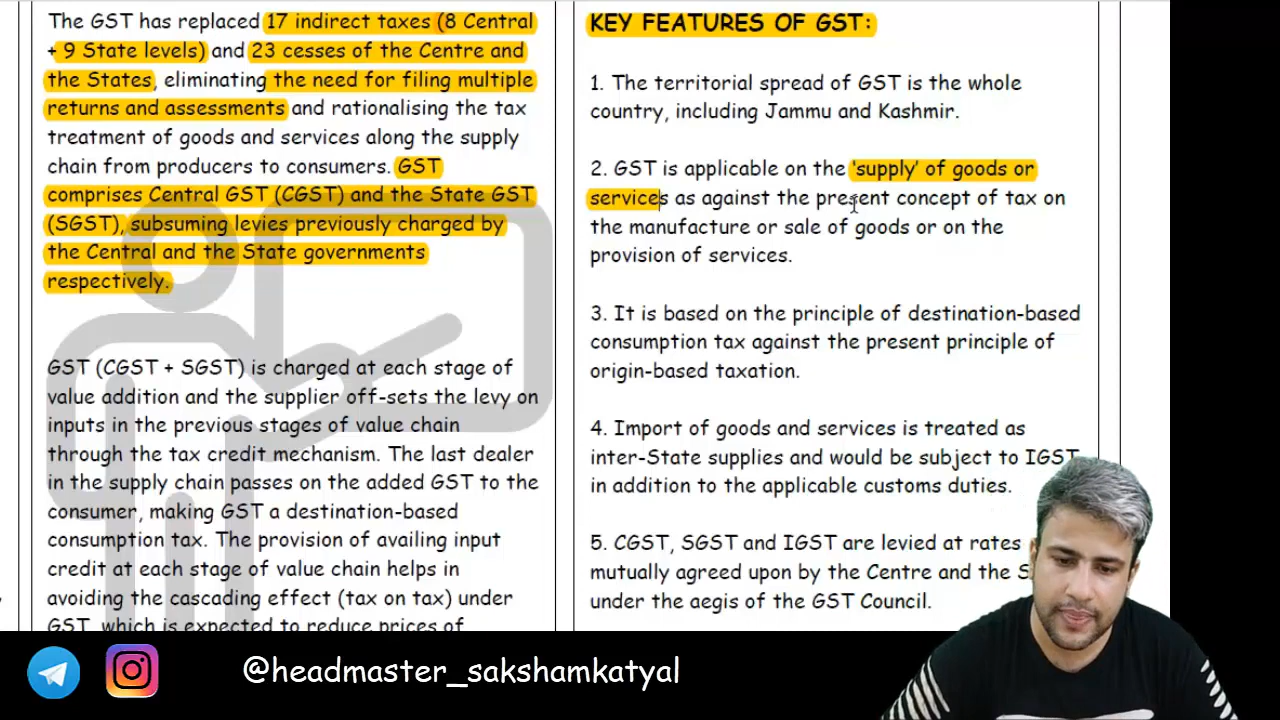 The GST has replaced 17 indirect taxes (8 Central
+ 9 State levels) and 23 cesses of the Centre and
the States, eliminating the need for filing multiple
returns and assessments and rationalising the tax
treatment of goods and services along the supply
chain from producers to consumers. GST
comprises Central GST (CGST) and the State GST
(SGST), subsuming levies previously charged by
the Central and the State governments
respectively.
GST (CGST + SGST) is charged at each stage of
value addition and the supplier off-sets the levy on
inputs in the previous stages of value chain
through the tax credit mechanism. The last dealer
in the supply chain passes on the added GST to the
consumer, making GST a destination-based
consumption tax. The provision of availing input
credit at each stage of value chain helps in
avoiding the cascading effect (tax on tax) under
GST, which is expected to reduce prices of
KEY FEATURES OF GST:
1. The territorial spread of GST is the whole
country, including Jammu and Kashmir.
2. GST is applicable on the 'supply' of goods or
services as against the present concept of tax on
the manufacture or sale of goods or on the
provision of services.
3. It is based on the principle of destination-based
consumption tax against the present principle of
origin-based taxation.
4. Import of goods and services is treated as
inter-State supplies and would be subject to IGST
in addition to the applicable customs duties.
5. CGST, SGST and IGST are levied at rates
mutually agreed upon by the Centre and the
under the aegis of the GST Council.
@headmaster_sakshamkatyal